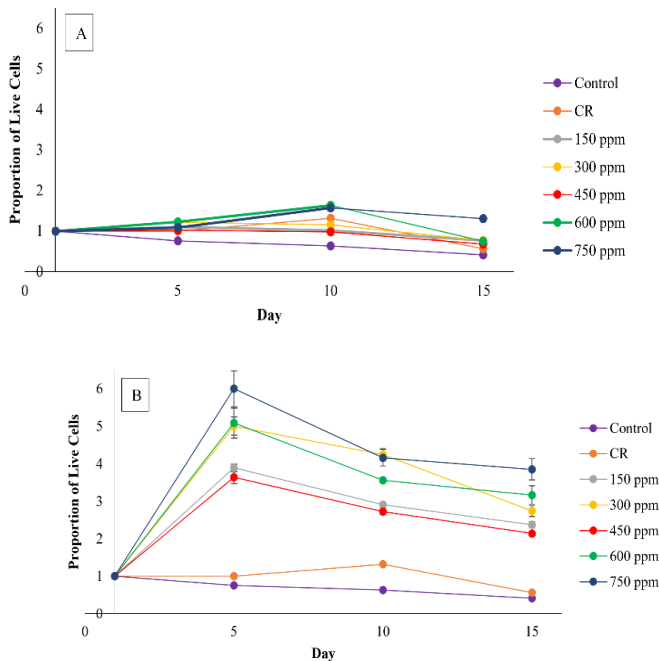 A
6
5
4
3
2
1
0
Proportion of Live Cells
0 5 10 15
Day
Control
CR
150 ppm
300 ppm
450 ppm
600 ppm
750 ppm
B
6
5
4
3
2
1
0
Proportion of Live Cells
0 5 10 15
Day
Control
CR
150 ppm
300 ppm
450 ppm
600 ppm
750 ppm